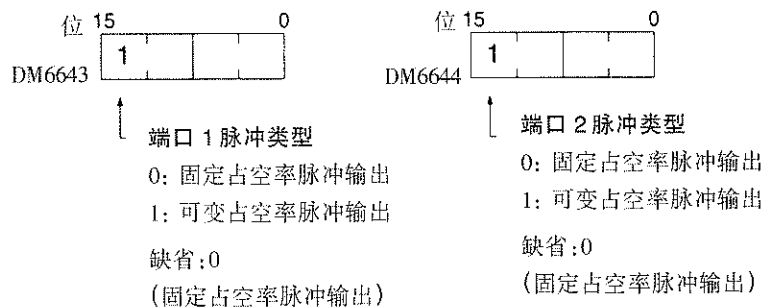 位 15 0
1
DM6643
端口 1 脉冲类型
0: 固定占空率脉冲输出
1: 可变占空率脉冲输出
缺省:0
(固定占空率脉冲输出)
位 15 0
1
DM6644
端口 2 脉冲类型
0: 固定占空率脉冲输出
1: 可变占空率脉冲输出
缺省:0
(固定占空率脉冲输出)